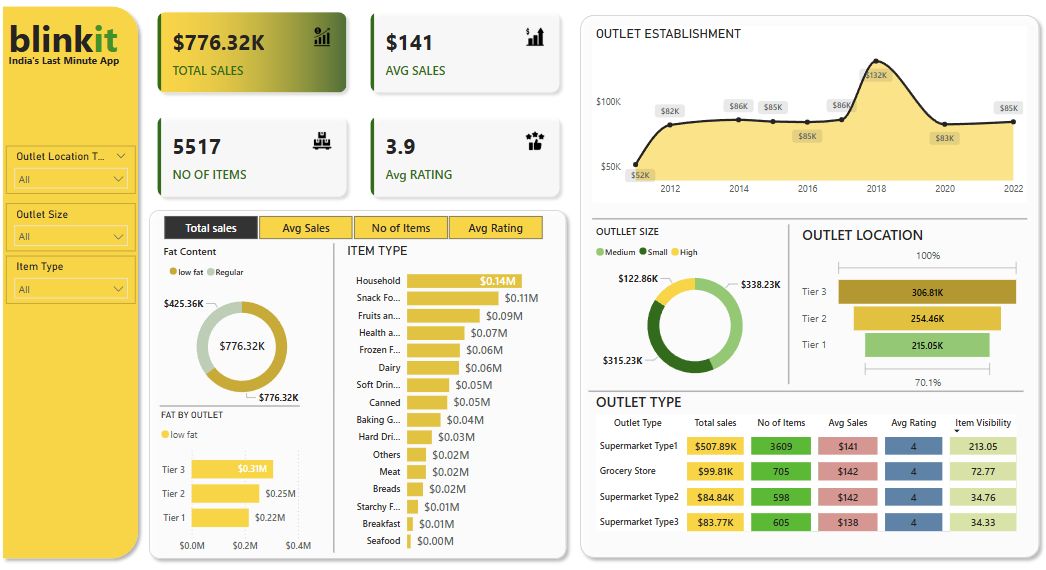 blinkit
India's Last Minute App
Outlet Location T...
All
Outlet Size
All
Item Type
All
$776.32K
TOTAL SALES
$141
AVG SALES
5517
NO OF ITEMS
3.9
Avg RATING
Total sales Avg Sales No of Items Avg Rating
Fat Content
low fat Regular
$425.36K
$776.32K
$776.32K
FAT BY OUTLET
low fat
Tier 3 $0.31M
Tier 2 $0.25M
Tier 1 $0.22M
$0.0M $0.2M $0.4M
ITEM TYPE
Household $0.14M
Snack Fo... $0.11M
Fruits an... $0.09M
Health a... $0.07M
Frozen F... $0.06M
Dairy $0.06M
Soft Drin... $0.05M
Canned $0.05M
Baking G... $0.04M
Hard Dri... $0.03M
Others $0.02M
Meat $0.02M
Breads $0.02M
Starchy F... $0.01M
Breakfast $0.01M
Seafood $0.00M
OUTLET ESTABLISHMENT
$100K
$50K
$52K
$82K
$86K
$85K
$85K
$86K
$132K
$83K
$85K
2012 2014 2016 2018 2020 2022
OUTLLET SIZE
Medium Small High
$122.86K
$338.23K
$315.23K
OUTLET LOCATION
100%
Tier 3 306.81K
Tier 2 254.46K
Tier 1 215.05K
70.1%
OUTLET TYPE
Outlet Type Total sales No of Items Avg Sales Avg Rating Item Visibility
Supermarket Type1 $507.89K 3609 $141 4 213.05
Grocery Store $99.81K 705 $142 4 72.77
Supermarket Type2 $84.84K 598 $142 4 34.76
Supermarket Type3 $83.77K 605 $138 4 34.33